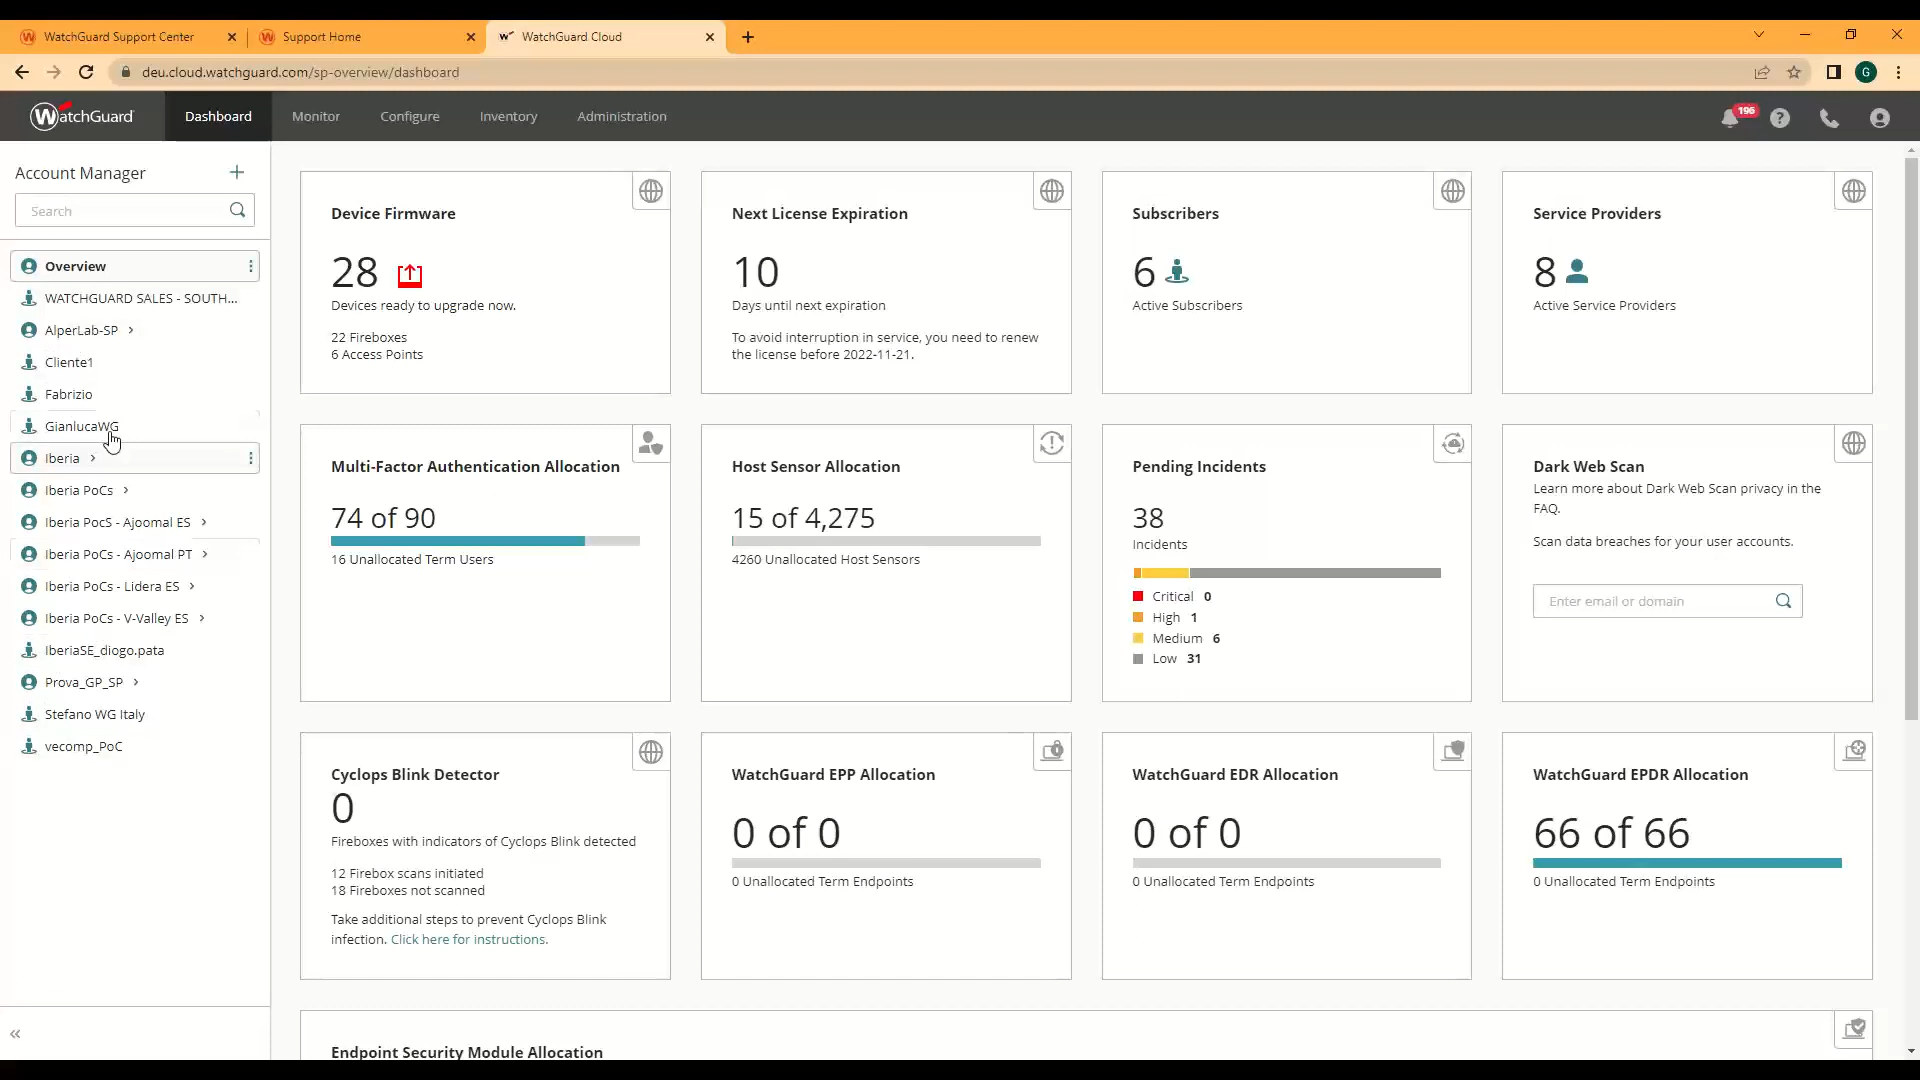 WatchGuard Support Center
Support Home
WatchGuard Cloud
deu.cloud.watchguard.com/sp-overview/dashboard
G
WatchGuard
Dashboard
Monitor
Configure
Inventory
Administration
196
Account Manager
Search
Overview
WATCHGUARD SALES - SOUTH...
AlperLab-SP
Cliente1
Fabrizio
GianlucaWG
Iberia
Iberia PoCs
Iberia PocS - Ajoomal ES
Iberia PoCs - Ajoomal PT
Iberia PoCs - Lidera ES
Iberia PoCs - V-Valley ES
IberiaSE_diogo.pata
Prova_GP_SP
Stefano WG Italy
vecomp_PoC
Device Firmware
28
Devices ready to upgrade now.
22 Fireboxes
6 Access Points
Next License Expiration
10
Days until next expiration
To avoid interruption in service, you need to renew
the license before 2022-11-21.
Subscribers
6
Active Subscribers
Service Providers
8
Active Service Providers
Multi-Factor Authentication Allocation
74 of 90
16 Unallocated Term Users
Host Sensor Allocation
15 of 4,275
4260 Unallocated Host Sensors
Pending Incidents
38
Incidents
Critical 0
High 1
Medium 6
Low 31
Dark Web Scan
Learn more about Dark Web Scan privacy in the
FAQ.
Scan data breaches for your user accounts.
Enter email or domain
Cyclops Blink Detector
0
Fireboxes with indicators of Cyclops Blink detected
12 Firebox scans initiated
18 Fireboxes not scanned
Take additional steps to prevent Cyclops Blink
infection. Click here for instructions.
WatchGuard EPP Allocation
0 of 0
0 Unallocated Term Endpoints
WatchGuard EDR Allocation
0 of 0
0 Unallocated Term Endpoints
WatchGuard EPDR Allocation
66 of 66
0 Unallocated Term Endpoints
Endpoint Security Module Allocation